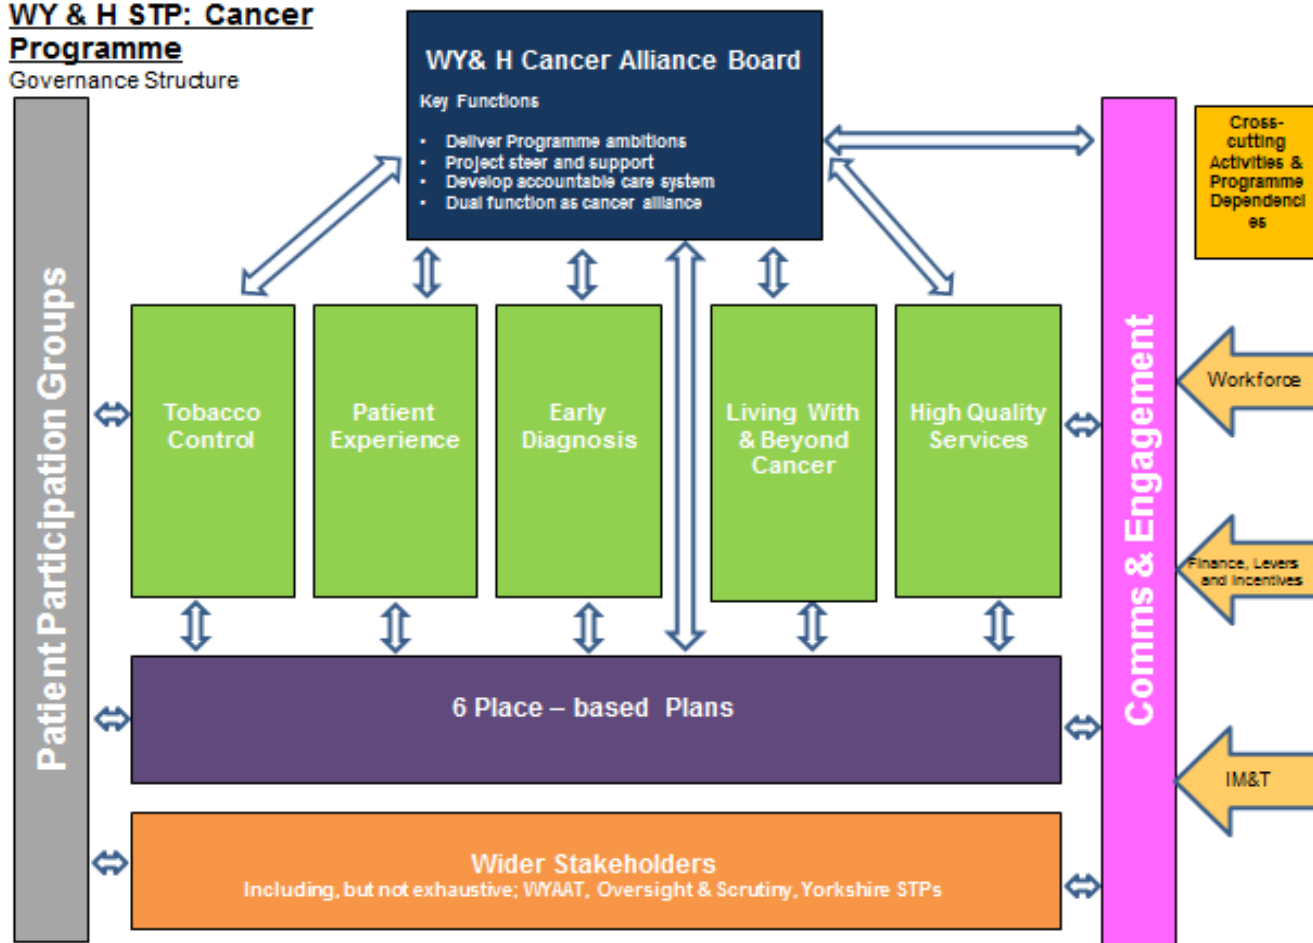 WY & H STP: Cancer
Programme
Governance Structure
WY& H Cancer Alliance Board
Key Functions
• Deliver Programme ambitions
• Project steer and support
• Develop accountable care system
• Dual function as cancer alliance
Cross-
cutting
Activities &
Programme
Dependenci
es
Patient Participation Groups
Tobacco
Control
Patient
Experience
Early
Diagnosis
Living With
& Beyond
Cancer
High Quality
Services
Comms & Engagement
Workforce
Finance, Levers
and Incentives
IM&T
6 Place – based Plans
Wider Stakeholders
Including, but not exhaustive; WYAAT, Oversight & Scrutiny, Yorkshire STPs